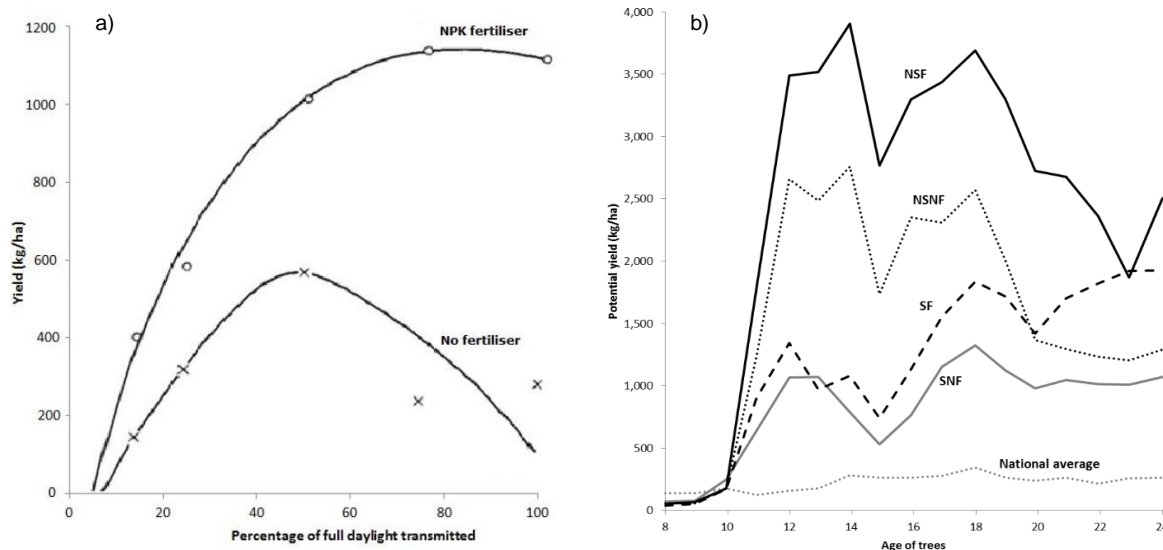 a)
NPK fertiliser
No fertiliser
1200
1000
800
600
400
200
0
Yield (kg/ha)
0 20 40 60 80 100
Percentage of full daylight transmitted
b)
4,000
3,500
3,000
2,500
2,000
1,500
1,000
500
0
Potential yield (kg/ha)
NSF
NSNF
SF
SNF
National average
8 10 12 14 16 18 20 22 24
Age of trees